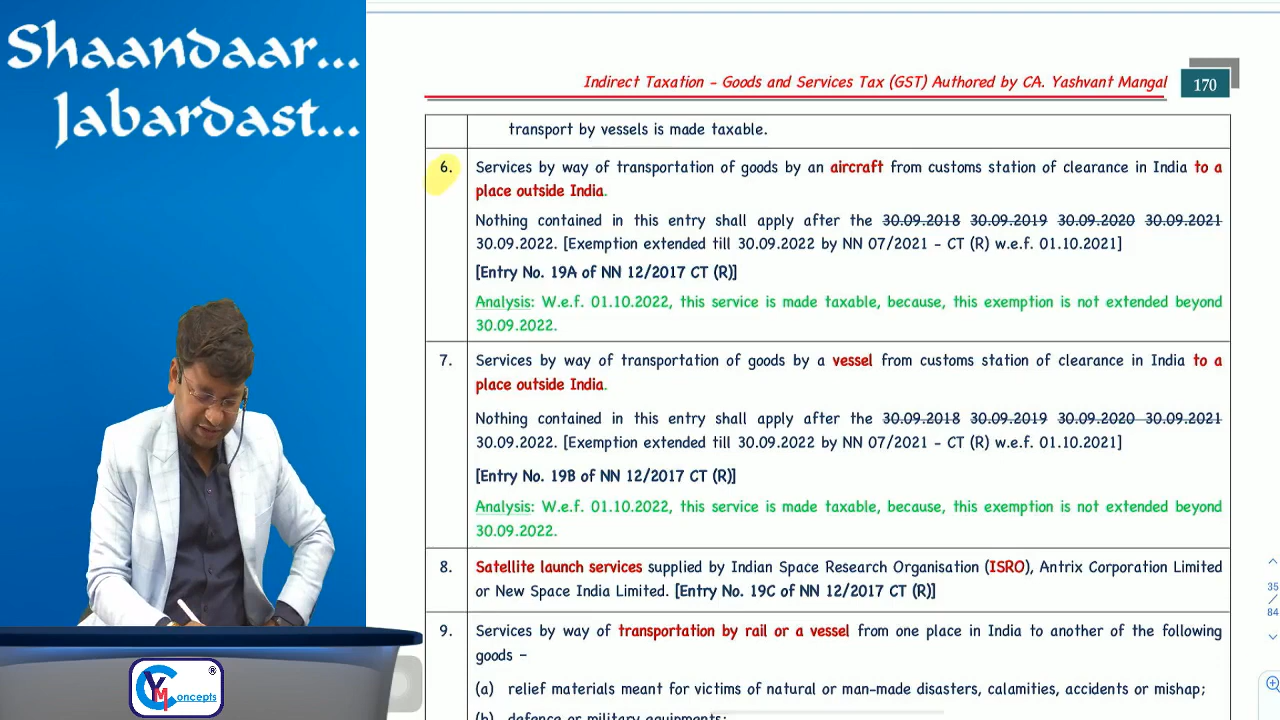 Shaandaar...
Jabardast...
Indirect Taxation – Goods and Services Tax (GST) Authored by CA. Yashvant Mangal
170
transport by vessels is made taxable.
6. Services by way of transportation of goods by an aircraft from customs station of clearance in India to a
place outside India.
Nothing contained in this entry shall apply after the 30.09.2018 30.09.2019 30.09.2020 30.09.2021
30.09.2022. [Exemption extended till 30.09.2022 by NN 07/2021 – CT (R) w.e.f. 01.10.2021]
[Entry No. 19A of NN 12/2017 CT (R)]
Analysis: W.e.f. 01.10.2022, this service is made taxable, because, this exemption is not extended beyond
30.09.2022.
7. Services by way of transportation of goods by a vessel from customs station of clearance in India to a
place outside India.
Nothing contained in this entry shall apply after the 30.09.2018 30.09.2019 30.09.2020 30.09.2021
30.09.2022. [Exemption extended till 30.09.2022 by NN 07/2021 – CT (R) w.e.f. 01.10.2021]
[Entry No. 19B of NN 12/2017 CT (R)]
Analysis: W.e.f. 01.10.2022, this service is made taxable, because, this exemption is not extended beyond
30.09.2022.
8. Satellite launch services supplied by Indian Space Research Organisation (ISRO), Antrix Corporation Limited
or New Space India Limited. [Entry No. 19C of NN 12/2017 CT (R)]
9. Services by way of transportation by rail or a vessel from one place in India to another of the following
goods –
(a) relief materials meant for victims of natural or man-made disasters, calamities, accidents or mishap;
(b) defence or military equipments;
35
/
84
YM Concepts ®